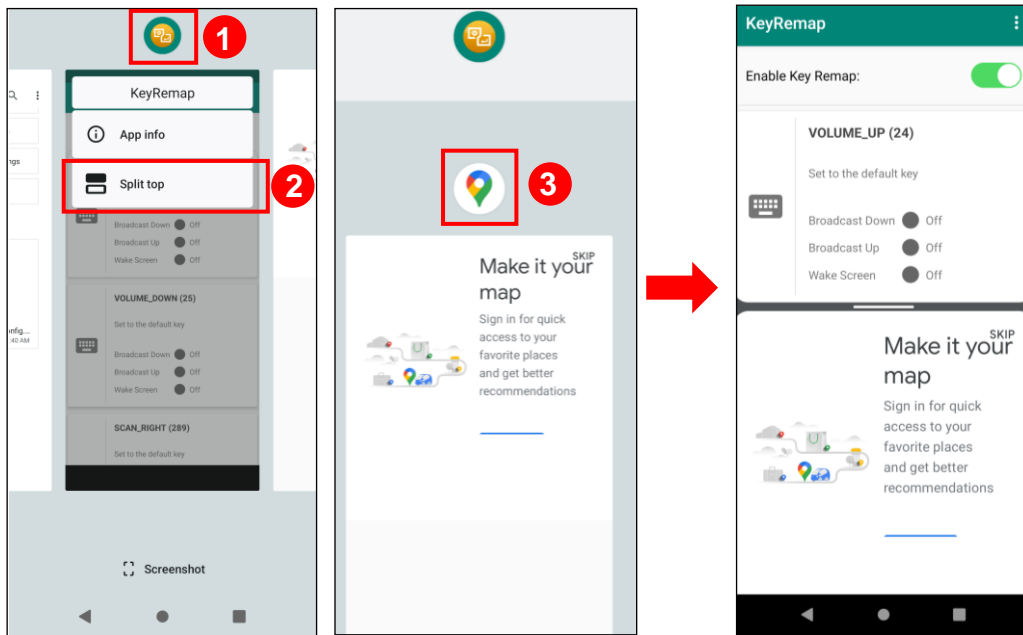 1
KeyRemap
App info
Split top
2
ngs
Broadcast Down Off
Broadcast Up Off
Wake Screen Off
VOLUME_DOWN (25)
Set to the default key
onfig...
:40 AM
Broadcast Down Off
Broadcast Up Off
Wake Screen Off
SCAN_RIGHT (289)
Set to the default key
Screenshot
3
SKIP
Make it your
map
Sign in for quick
access to your
favorite places
and get better
recommendations
KeyRemap
Enable Key Remap:
VOLUME_UP (24)
Set to the default key
Broadcast Down Off
Broadcast Up Off
Wake Screen Off
SKIP
Make it your
map
Sign in for quick
access to your
favorite places
and get better
recommendations